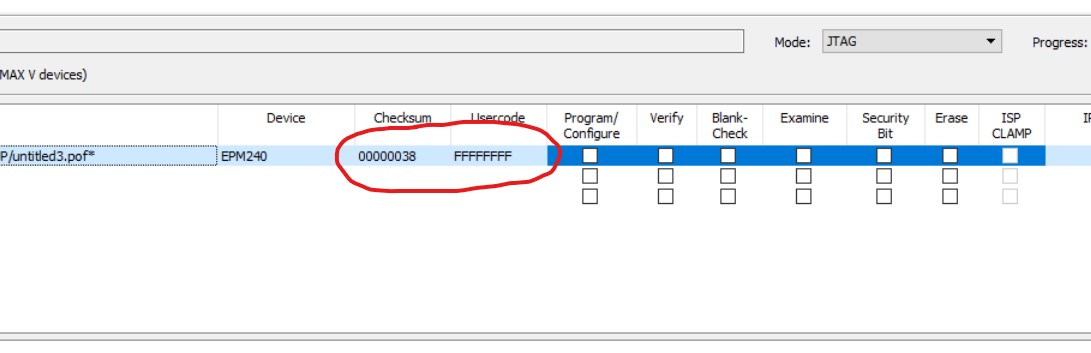 Mode: JTAG Progress:
MAX V devices)
Device Checksum Usercode Program/ Configure Verify Blank- Check Examine Security Bit Erase ISP CLAMP IP
P/untitled3.pof* EPM240 00000038 FFFFFFFF